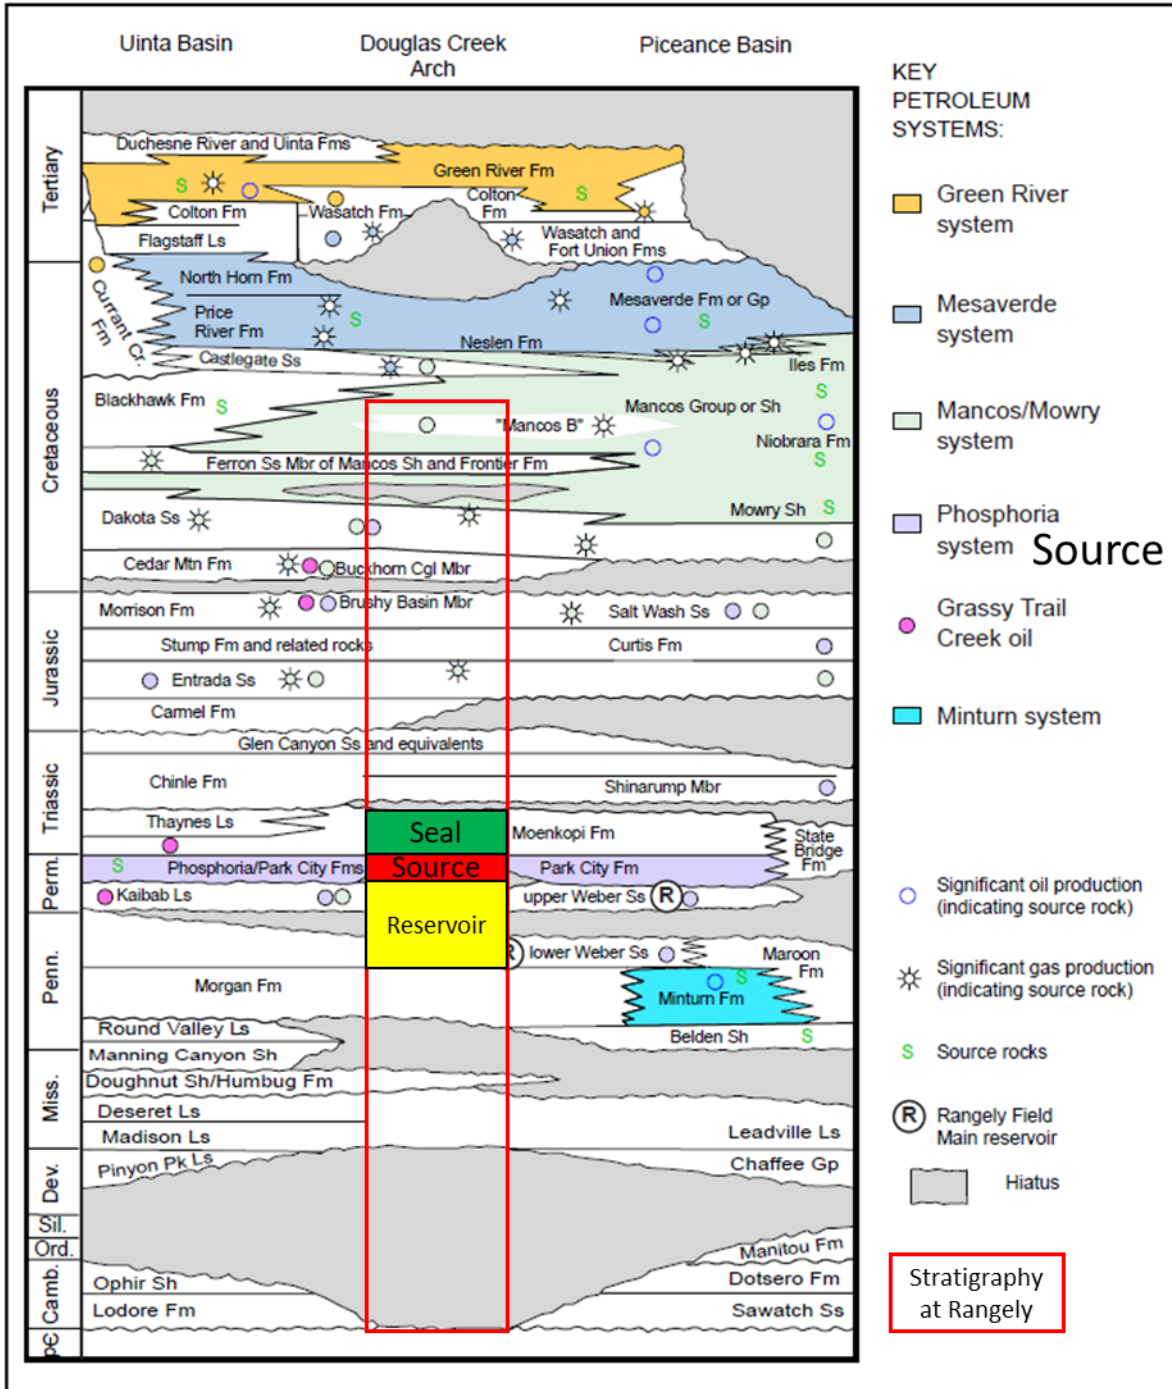 Uinta Basin
Douglas Creek
Arch
Piceance Basin
KEY
PETROLEUM
SYSTEMS:
Tertiary
Duchesne River and Uinta Fms
Green River Fm
S
S
Colton Fm
Wasatch Fm
Colton
Fm
Flagstaff Ls
Wasatch and
Fort Union Fms
Green River
system
Cretaceous
Currant Cr.
Fm
North Horn Fm
Price
River Fm
S
Mesaverde Fm or Gp
S
Neslen Fm
Castlegate Ss
Iles Fm
Mesaverde
system
Blackhawk Fm
S
S
Mancos Group or Sh
"Mancos B"
Niobrara Fm
S
Ferron Ss Mbr of Mancos Sh and Frontier Fm
Mancos/Mowry
system
Dakota Ss
Mowry Sh
S
Cedar Mtn Fm
Buckhorn Cgl Mbr
Phosphoria
system
Source
Jurassic
Morrison Fm
Brushy Basin Mbr
Salt Wash Ss
Stump Fm and related rocks
Curtis Fm
Entrada Ss
Carmel Fm
Grassy Trail
Creek oil
Minturn system
Triassic
Glen Canyon Ss and equivalents
Chinle Fm
Shinarump Mbr
Thaynes Ls
Seal
Moenkopi Fm
State
Bridge
Fm
Perm.
S
Phosphoria/Park City Fms
Source
Park City Fm
Kaibab Ls
Reservoir
upper Weber Ss
R
Penn.
R
lower Weber Ss
Maroon
Fm
Morgan Fm
S
Minturn Fm
Round Valley Ls
Belden Sh
S
Manning Canyon Sh
Miss.
Doughnut Sh/Humbug Fm
Deseret Ls
Madison Ls
Leadville Ls
Dev.
Pinyon Pk Ls
Chaffee Gp
Sil.
Ord.
Manitou Fm
Camb.
Ophir Sh
Dotsero Fm
Lodore Fm
Sawatch Ss
pЄ
Significant oil production
(indicating source rock)
Significant gas production
(indicating source rock)
S
Source rocks
R
Rangely Field
Main reservoir
Hiatus
Stratigraphy
at Rangely